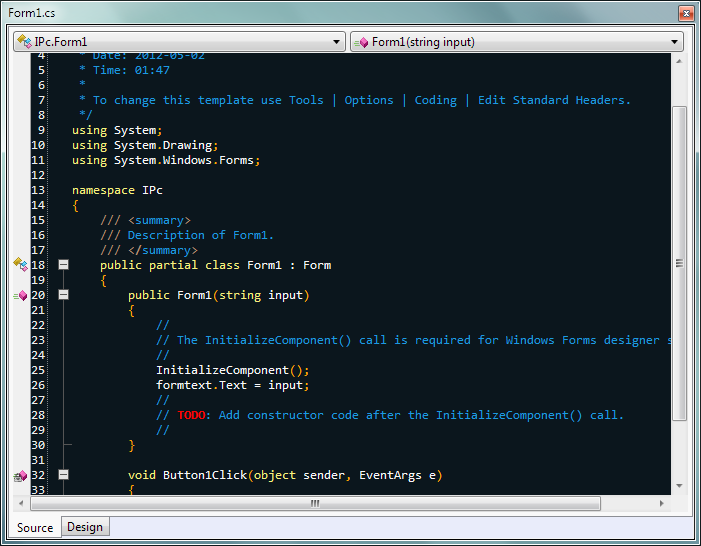 Form1.cs
IPc.Form1 Form1(string input)
4 * Date: 2012-05-02
5 * Time: 01:47
6 *
7 * To change this template use Tools | Options | Coding | Edit Standard Headers.
8 */
9 using System;
10 using System.Drawing;
11 using System.Windows.Forms;
12
13 namespace IPc
14 {
15 /// <summary>
16 /// Description of Form1.
17 /// </summary>
18 public partial class Form1 : Form
19 {
20 public Form1(string input)
21 {
22 //
23 // The InitializeComponent() call is required for Windows Forms designer s
24 //
25 InitializeComponent();
26 formtext.Text = input;
27 //
28 // TODO: Add constructor code after the InitializeComponent() call.
29 //
30 }
31
32 void Button1Click(object sender, EventArgs e)
33 {
Source Design